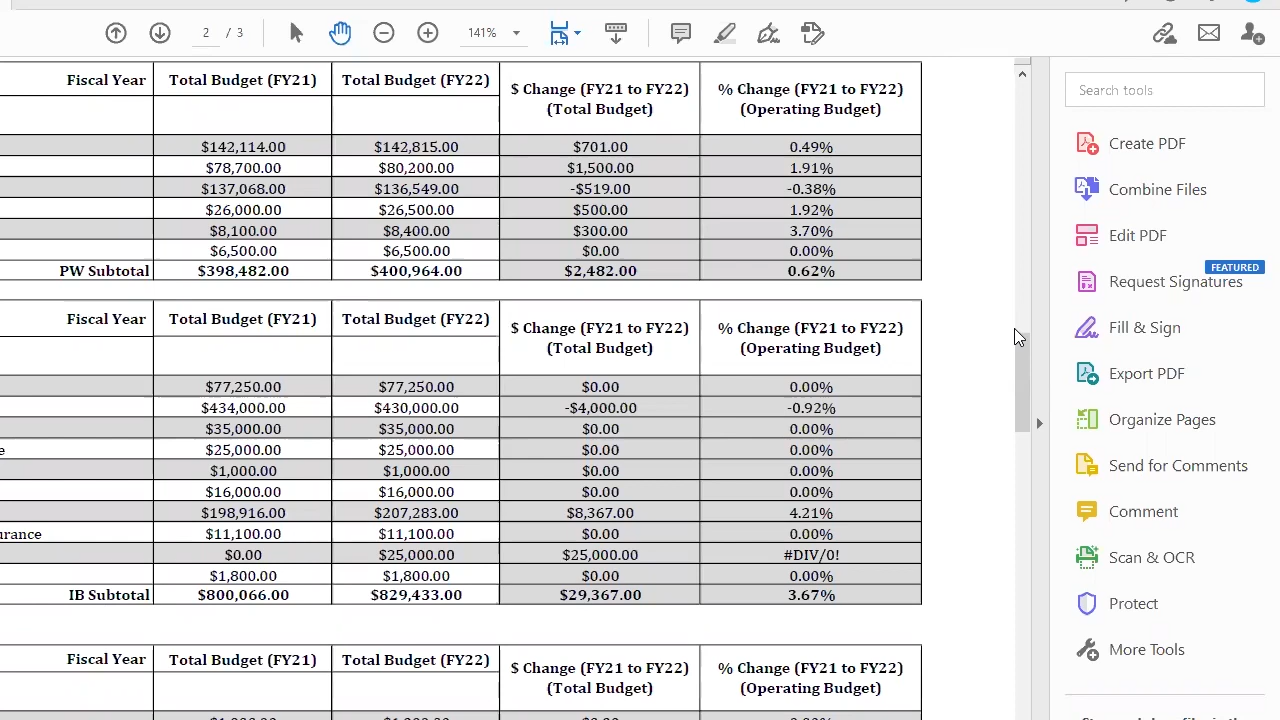 2 / 3 141%
Fiscal Year Total Budget (FY21) Total Budget (FY22) $ Change (FY21 to FY22) % Change (FY21 to FY22)
(Total Budget) (Operating Budget)
$142,114.00 $142,815.00 $701.00 0.49%
$78,700.00 $80,200.00 $1,500.00 1.91%
$137,068.00 $136,549.00 -$519.00 -0.38%
$26,000.00 $26,500.00 $500.00 1.92%
$8,100.00 $8,400.00 $300.00 3.70%
$6,500.00 $6,500.00 $0.00 0.00%
PW Subtotal $398,482.00 $400,964.00 $2,482.00 0.62%
Fiscal Year Total Budget (FY21) Total Budget (FY22) $ Change (FY21 to FY22) % Change (FY21 to FY22)
(Total Budget) (Operating Budget)
$77,250.00 $77,250.00 $0.00 0.00%
$434,000.00 $430,000.00 -$4,000.00 -0.92%
$35,000.00 $35,000.00 $0.00 0.00%
e $25,000.00 $25,000.00 $0.00 0.00%
$1,000.00 $1,000.00 $0.00 0.00%
$16,000.00 $16,000.00 $0.00 0.00%
$198,916.00 $207,283.00 $8,367.00 4.21%
urance $11,100.00 $11,100.00 $0.00 0.00%
$0.00 $25,000.00 $25,000.00 #DIV/0!
$1,800.00 $1,800.00 $0.00 0.00%
IB Subtotal $800,066.00 $829,433.00 $29,367.00 3.67%
Fiscal Year Total Budget (FY21) Total Budget (FY22) $ Change (FY21 to FY22) % Change (FY21 to FY22)
(Total Budget) (Operating Budget)
Search tools
Create PDF
Combine Files
Edit PDF
FEATURED
Request Signatures
Fill & Sign
Export PDF
Organize Pages
Send for Comments
Comment
Scan & OCR
Protect
More Tools